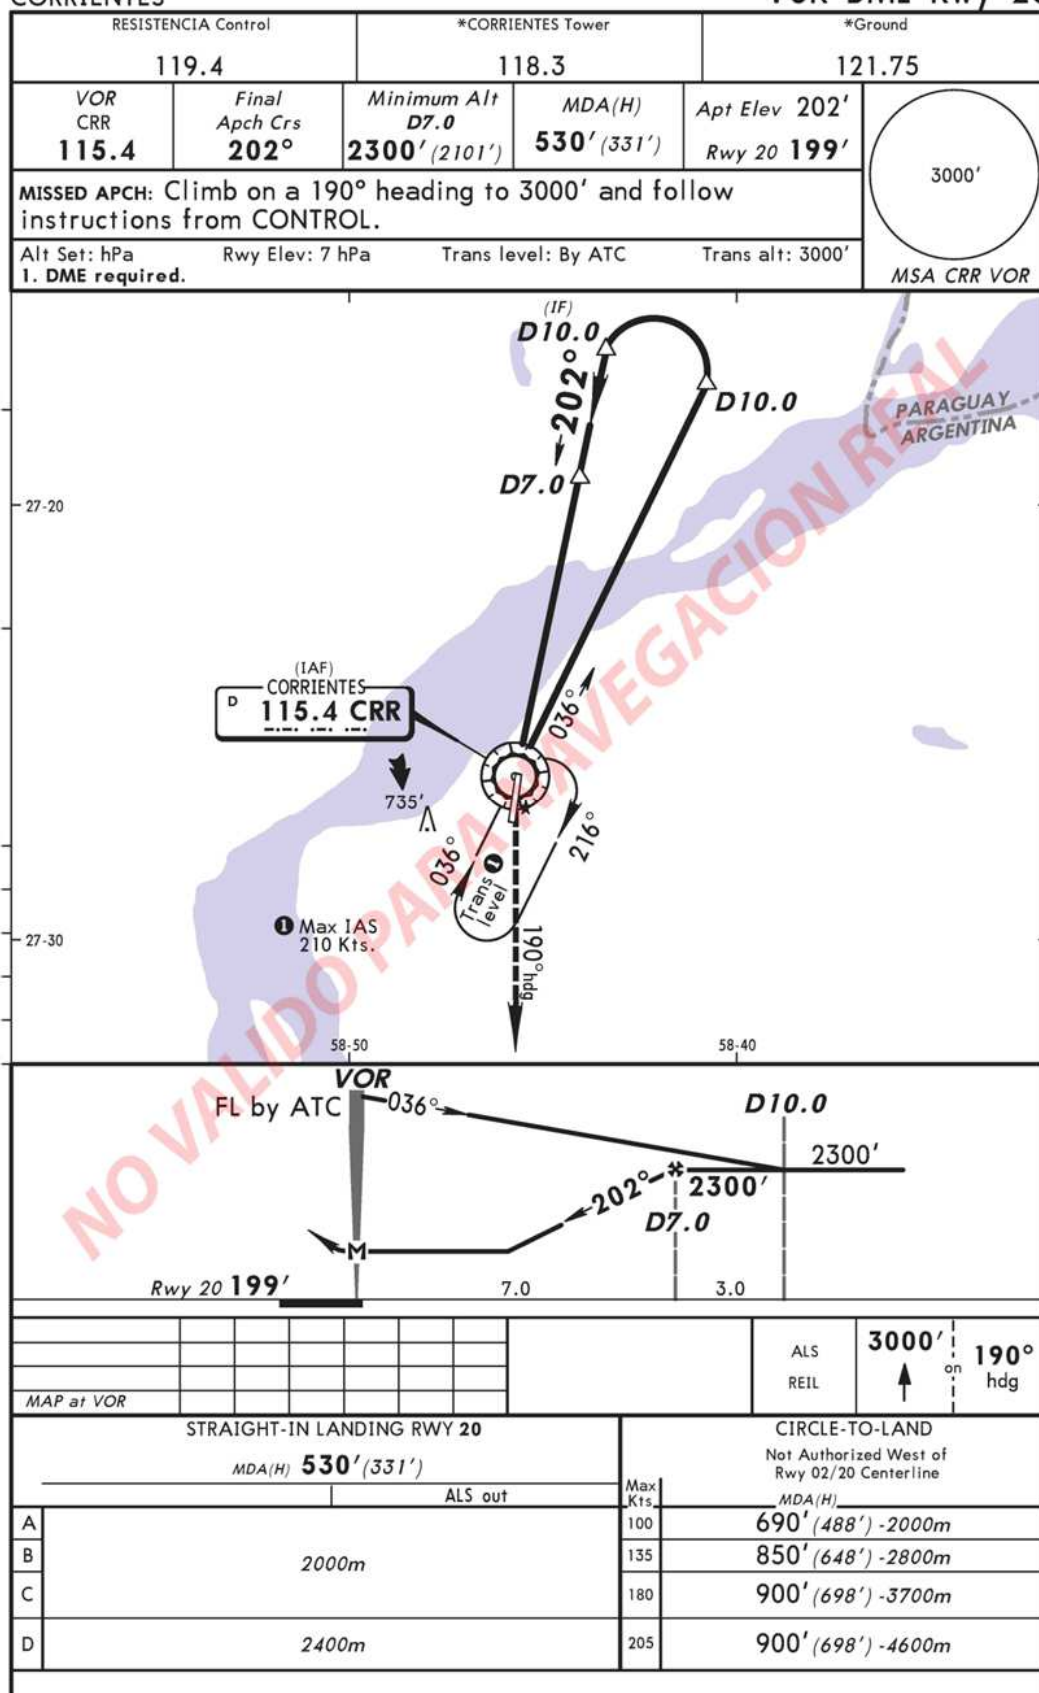 CORRIENTES
VOR DME Rwy 20
RESISTENCIA Control
119.4
*CORRIENTES Tower
118.3
*Ground
121.75
VOR
CRR
115.4
Final
Apch Crs
202°
Minimum Alt
D7.0
2300' (2101')
MDA(H)
530' (331')
Apt Elev 202'
Rwy 20 199'
3000'
MSA CRR VOR
MISSED APCH: Climb on a 190° heading to 3000' and follow
instructions from CONTROL.
Alt Set: hPa Rwy Elev: 7 hPa Trans level: By ATC Trans alt: 3000'
1. DME required.
(IF)
D10.0
202°
D10.0
D7.0
PARAGUAY
ARGENTINA
27-20
(IAF)
CORRIENTES
D 115.4 CRR
036°
735'
036°
216°
Trans 1
level
1 Max IAS
210 Kts.
190° hdg
27-30
58-50
58-40
NO VALIDO PARA NAVEGACION REAL
VOR
FL by ATC
036°
D10.0
2300'
2300'
202°
D7.0
M
Rwy 20 199'
7.0
3.0
MAP at VOR
ALS
REIL
3000'
on
190°
hdg
STRAIGHT-IN LANDING RWY 20
MDA(H) 530' (331')
ALS out
CIRCLE-TO-LAND
Not Authorized West of
Rwy 02/20 Centerline
Max
Kts.
MDA(H)
A
100
690' (488') -2000m
B
2000m
135
850' (648') -2800m
C
180
900' (698') -3700m
D
2400m
205
900' (698') -4600m